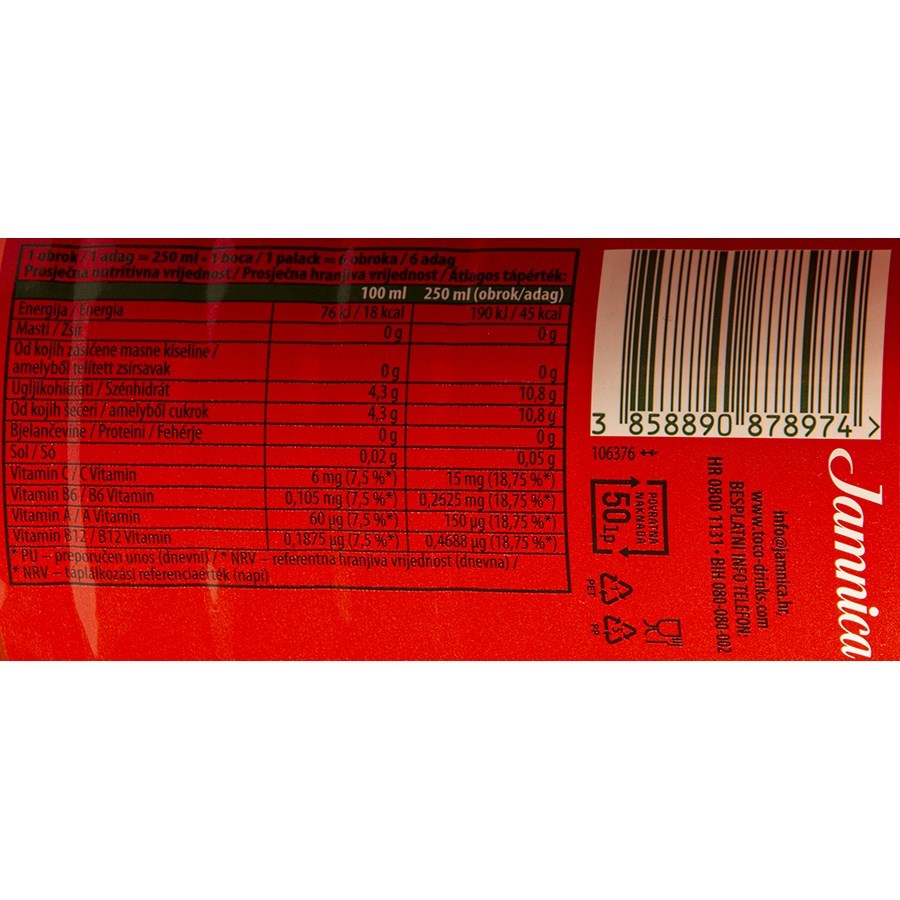 1 obrok / 1 adag = 250 ml - 1 boca / 1 palack = 6 obroka / 6 adag
Prosječna nutritivna vrijednost / Prosječna hranjiva vrijednost / Átlagos tápérték:
100 ml 250 ml (obrok/adag)
Energija / Energia 76 kJ / 18 kcal 190 kJ / 45 kcal
Masti / Zsír 0 g 0 g
Od kojih zasićene masne kiseline /
amelyből telített zsírsavak 0 g 0 g
Ugljikohidrati / Szénhidrát 4,3 g 10,8 g
Od kojih šećeri / amelyből cukrok 4,3 g 10,8 g
Bjelančevine / Proteini / Fehérje 0 g 0 g
Sol / Só 0,02 g 0,05 g
Vitamin C / C Vitamin 6 mg (7,5 %*) 15 mg (18,75 %*)
Vitamin B6 / B6 Vitamin 0,105 mg (7,5 %*) 0,2625 mg (18,75 %*)
Vitamin A / A Vitamin 60 µg (7,5 %*) 150 µg (18,75 %*)
Vitamin B12 / B12 Vitamin 0,1875 µg (7,5 %*) 0,4688 µg (18,75 %*)
* PU – preporučen unos (dnevni) / * NRV – referentna hranjiva vrijednost (dnevna) /
* NRV – táplálkozási referenciaérték (napi)
3 858890 878974 >
106376
POVRATNA
NAKNADA
50 lp
PET
5
PP
info@jamnica.hr,
www.toco-drinks.com
BESPLATNI INFO TELEFON:
HR 0800 1131 • BIH 080-080-002
Jamnica